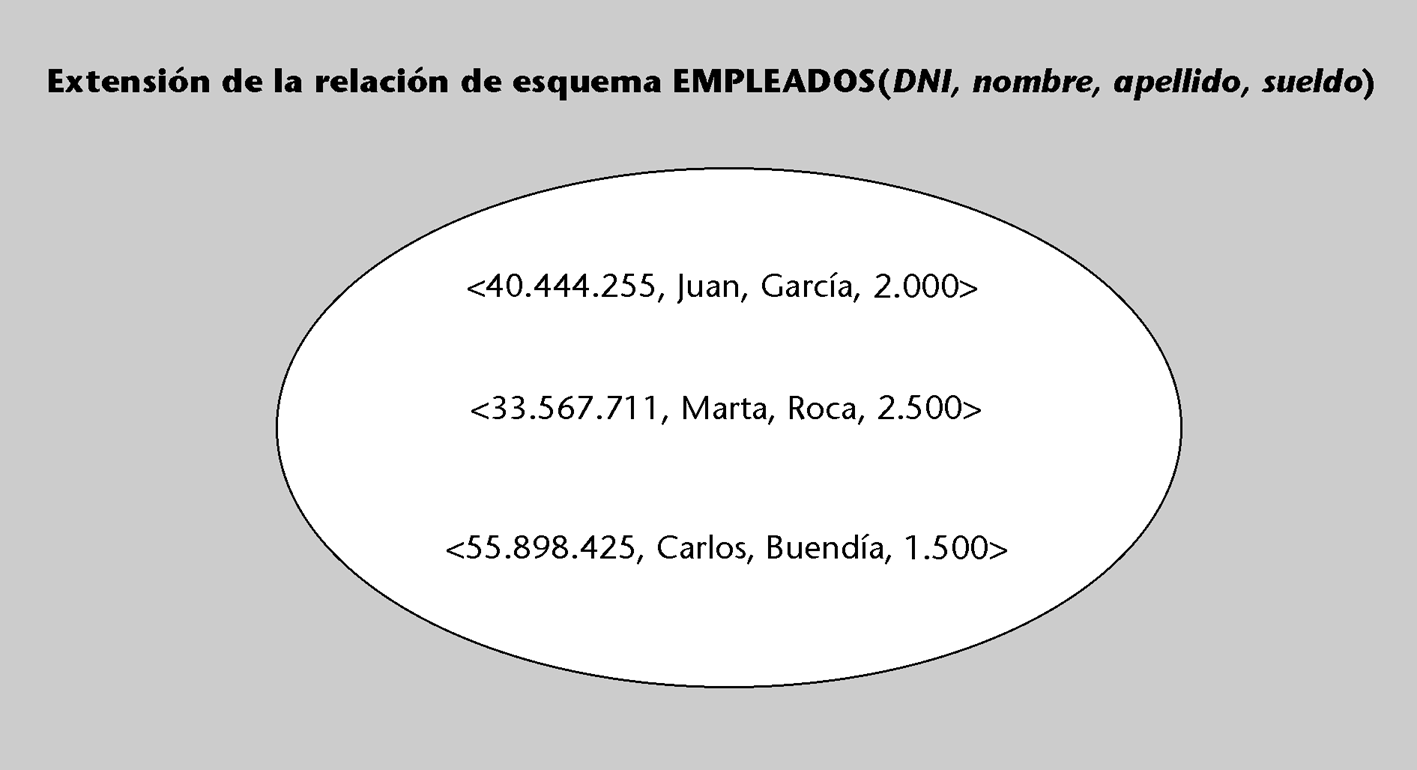 Extensión de la relación de esquema EMPLEADOS(DNI, nombre, apellido, sueldo)
<40.444.255, Juan, García, 2.000>
<33.567.711, Marta, Roca, 2.500>
<55.898.425, Carlos, Buendía, 1.500>